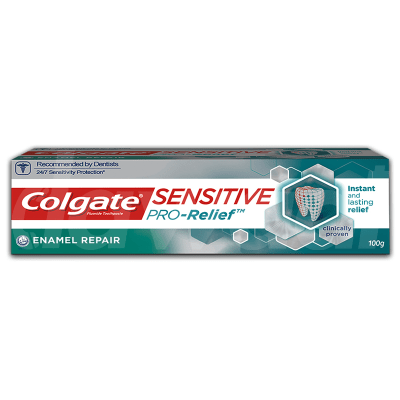 Recommended by Dentists
24/7 Sensitivity Protection*
Colgate®
Fluoride Toothpaste
SENSITIVE
PRO-Relief™
ENAMEL REPAIR
Instant and
lasting
relief
clinically
proven
100g